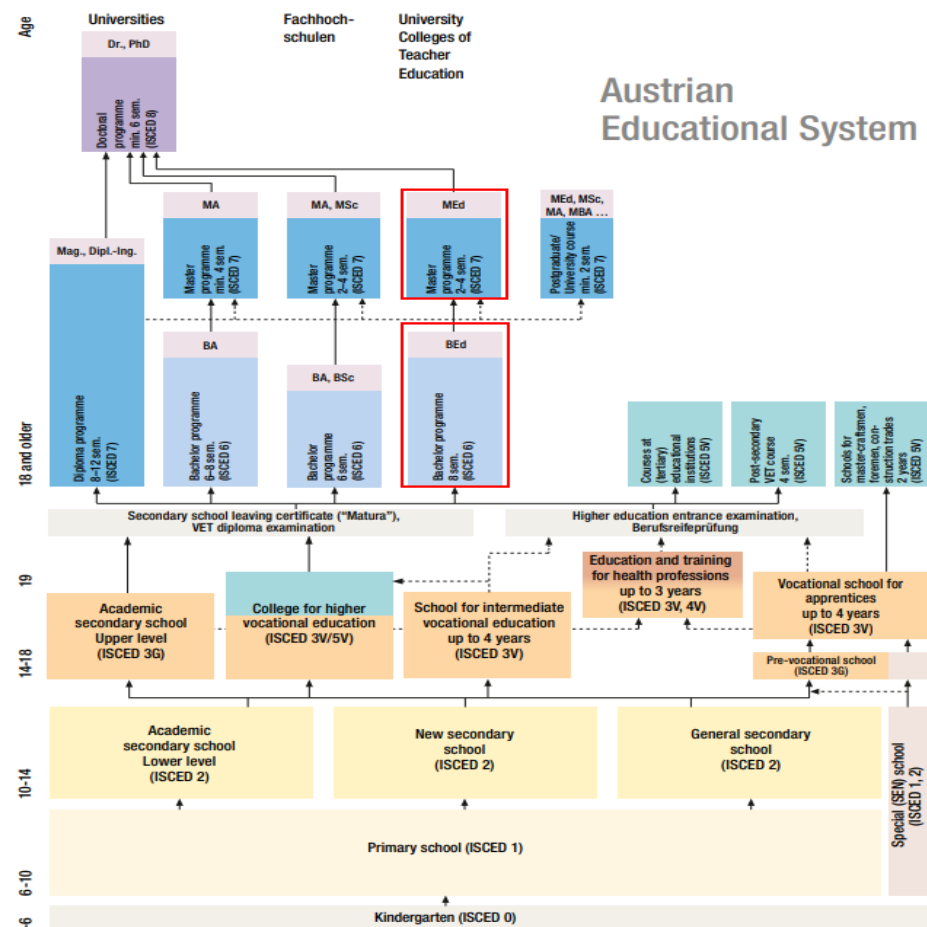 Age
Universities
Fachhoch-
schulen
University
Colleges of
Teacher
Education
Austrian
Educational System
Dr., PhD
Doctoral
programme
min. 6 sem.
(ISCED 8)
Mag., Dipl.-Ing.
Diploma programme
8–12 sem.
(ISCED 7)
MA
Master
programme
min. 4 sem.
(ISCED 7)
MA, MSc
Master
programme
2–4 sem.
(ISCED 7)
MEd
Master
programme
2–4 sem.
(ISCED 7)
MEd, MSc,
MA, MBA …
Postgraduate/
University course
min. 2 sem.
(ISCED 7)
BA
Bachelor programme
6–8 sem.
(ISCED 6)
BA, BSc
Bachelor
progamme
6 sem.
(ISCED 6)
BEd
Bachelor programme
8 sem.
(ISCED 6)
Courses at
(tertiary)
educational
institutions
(ISCED 5V)
Post-secondary
VET course
4 sem.
(ISCED 5V)
Schools for
master-craftsmen,
foremen, con-
struction trades
2 years
(ISCED 5V)
18 and older
Secondary school leaving certificate (“Matura”),
VET diploma examination
Higher education entrance examination,
Berufsreifeprüfung
19
Academic
secondary school
Upper level
(ISCED 3G)
College for higher
vocational education
(ISCED 3V/5V)
School for intermediate
vocational education
up to 4 years
(ISCED 3V)
Education and training
for health professions
up to 3 years
(ISCED 3V, 4V)
Vocational school for
apprentices
up to 4 years
(ISCED 3V)
14-18
Pre-vocational school
(ISCED 3G)
Academic
secondary school
Lower level
(ISCED 2)
New secondary
school
(ISCED 2)
General secondary
school
(ISCED 2)
10-14
Special (SEN) school
(ISCED 1, 2)
Primary school (ISCED 1)
6-10
Kindergarten (ISCED 0)
-6